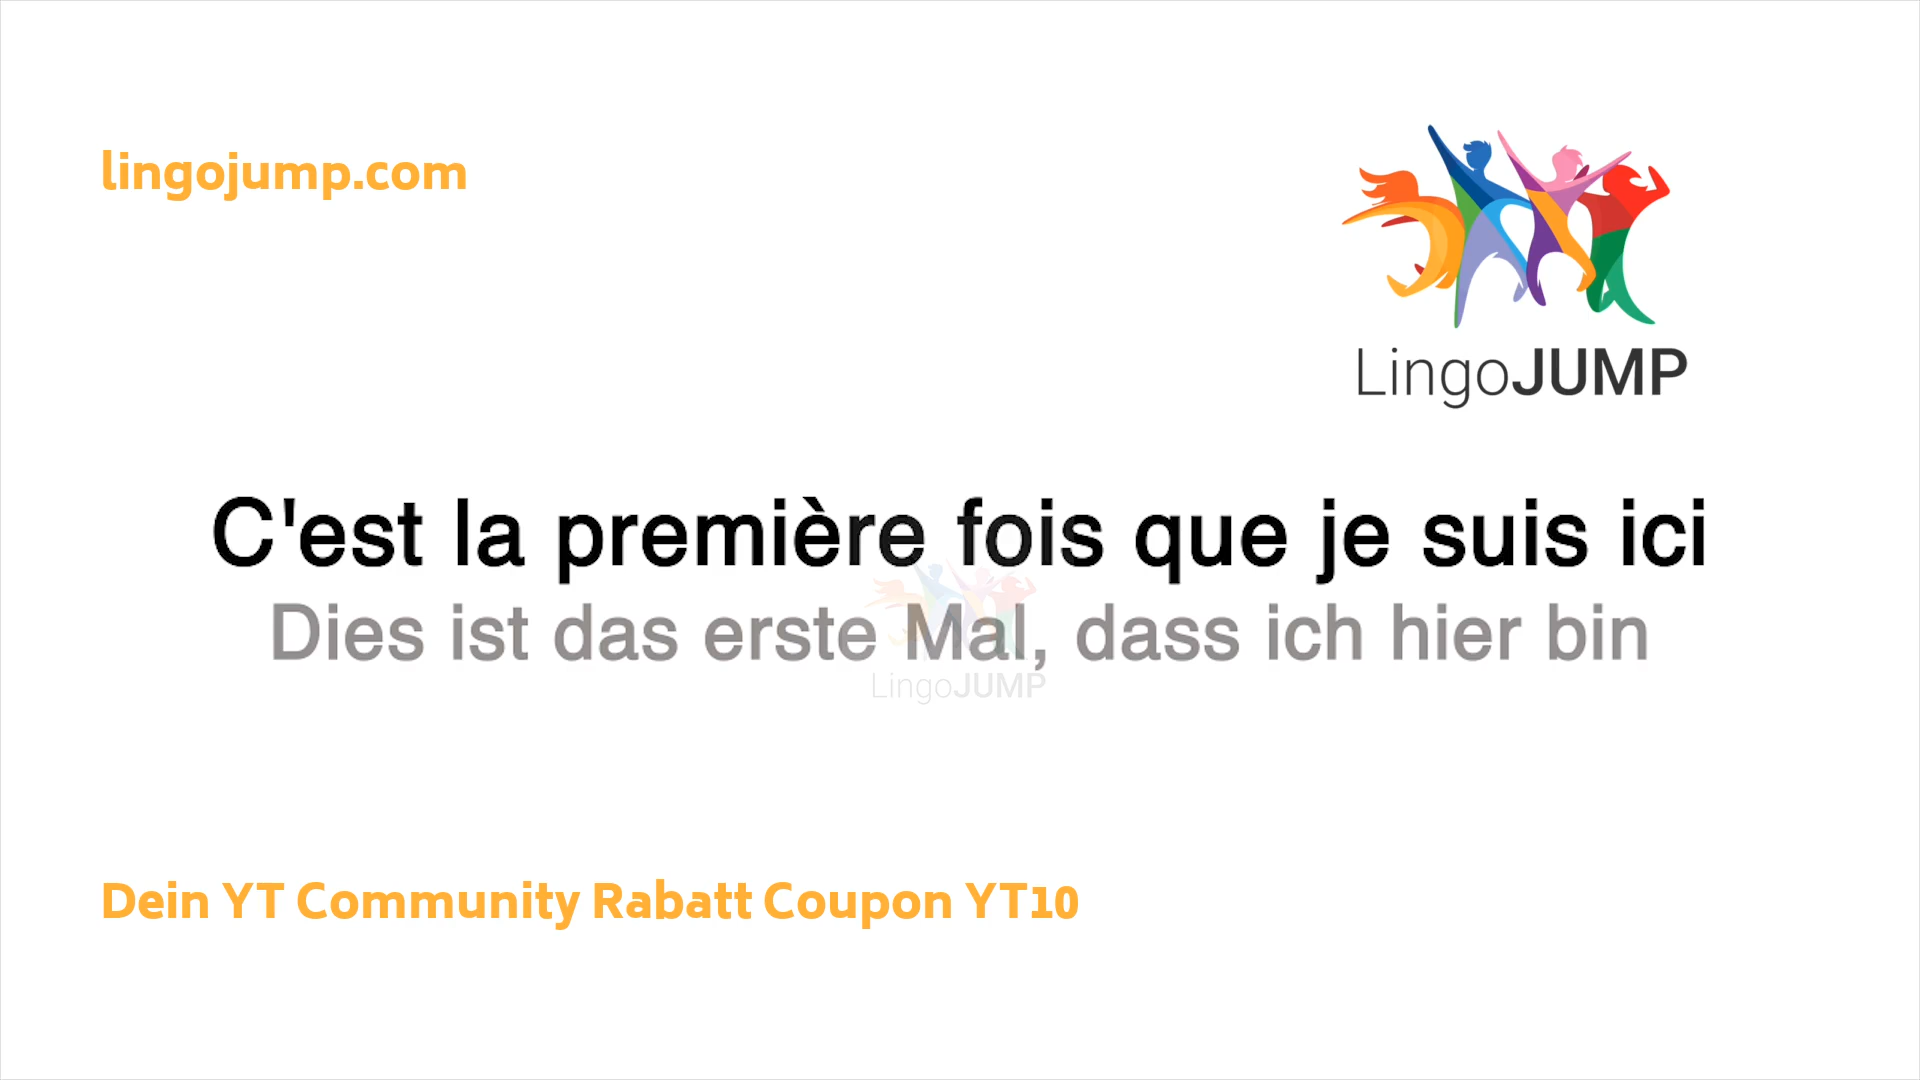 lingojump.com
LingoJUMP
C'est la première fois que je suis ici
Dies ist das erste Mal, dass ich hier bin
LingoJUMP
Dein YT Community Rabatt Coupon YT10